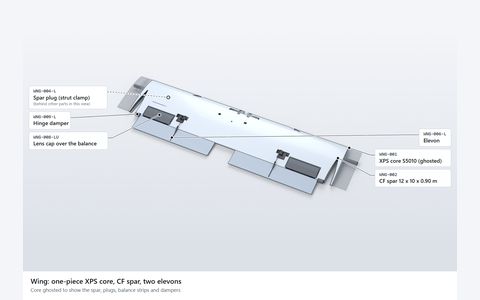 WNG-004-L
Spar plug (strut clamp)
(behind other parts in this view)
WNG-005-L
Hinge damper
WNG-008-LU
Lens cap over the balance
WNG-006-L
Elevon
WNG-001
XPS core S5010 (ghosted)
WNG-002
CF spar 12 x 10 x 0.90 m
Wing: one-piece XPS core, CF spar, two elevons
Core ghosted to show the spar, plugs, balance strips and dampers